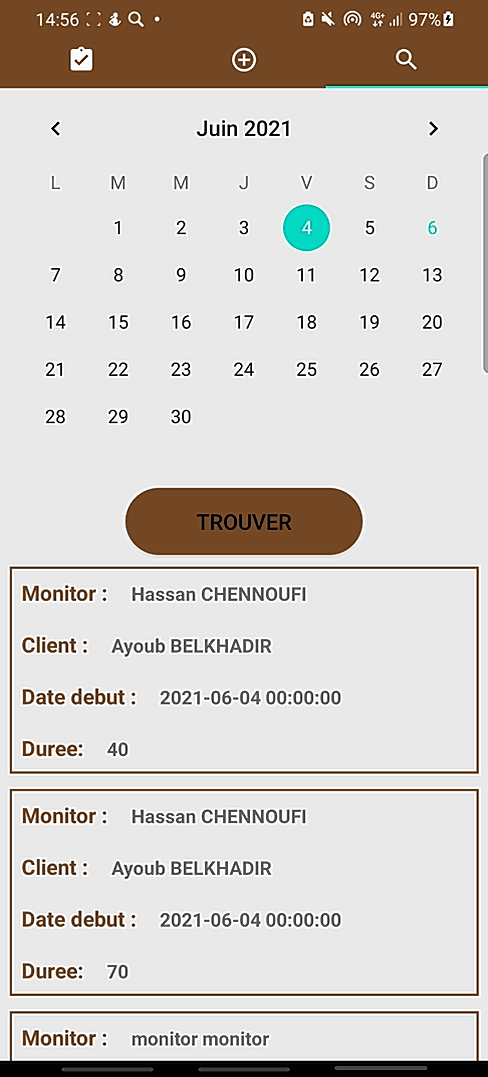 14:56 4G+ 97%
Juin 2021
L M M J V S D
1 2 3 4 5 6
7 8 9 10 11 12 13
14 15 16 17 18 19 20
21 22 23 24 25 26 27
28 29 30
TROUVER
Monitor : Hassan CHENNOUFI
Client : Ayoub BELKHADIR
Date debut : 2021-06-04 00:00:00
Duree: 40
Monitor : Hassan CHENNOUFI
Client : Ayoub BELKHADIR
Date debut : 2021-06-04 00:00:00
Duree: 70
Monitor : monitor monitor